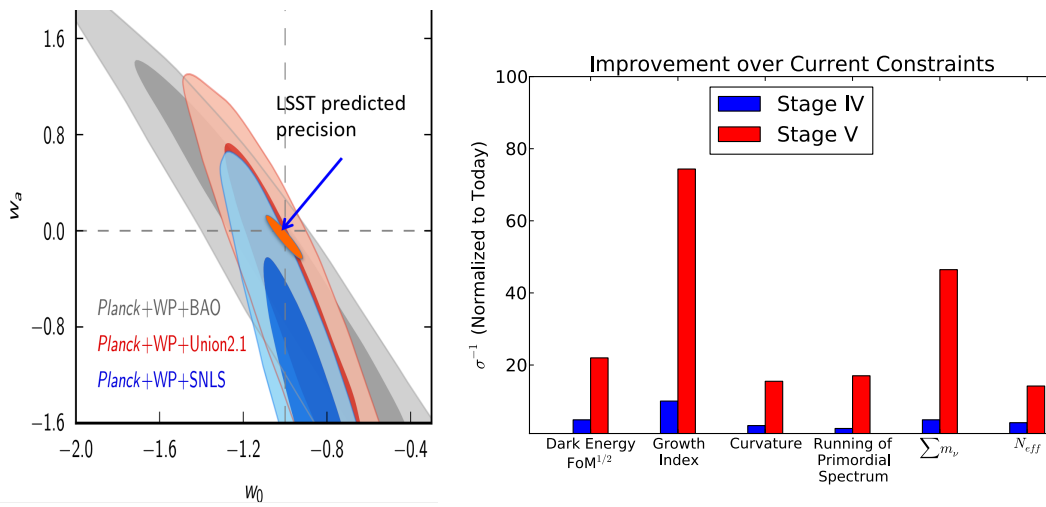 1.6
0.8
0.0
−0.8
−1.6
w_a
LSST predicted
precision
Planck+WP+BAO
Planck+WP+Union2.1
Planck+WP+SNLS
−2.0 −1.6 −1.2 −0.8 −0.4
w_0
Improvement over Current Constraints
100
80
60
40
20
σ⁻¹ (Normalized to Today)
Stage IV
Stage V
Dark Energy
FoM^{1/2}
Growth
Index
Curvature
Running of
Primordial
Spectrum
∑m_ν
N_{eff}